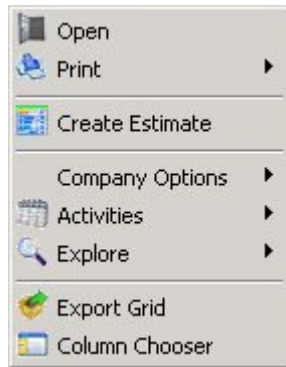 Open
Print
Create Estimate
Company Options
Activities
Explore
Export Grid
Column Chooser